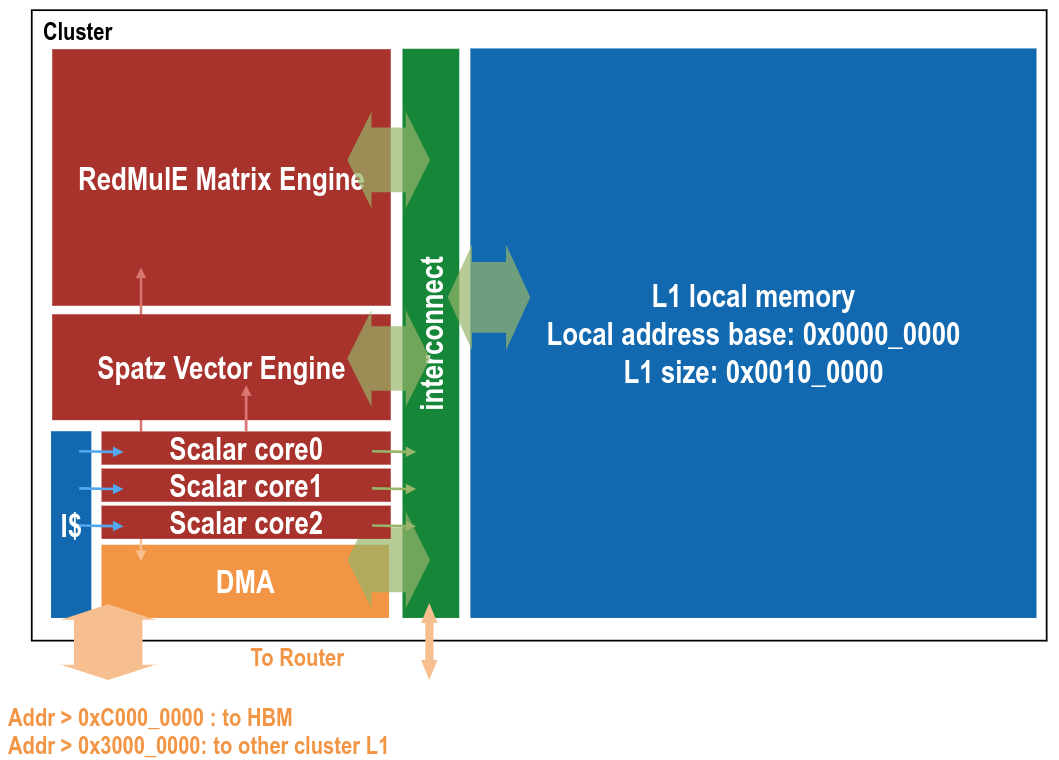 Cluster
RedMulE Matrix Engine
interconnect
L1 local memory
Local address base: 0x0000_0000
L1 size: 0x0010_0000
Spatz Vector Engine
Scalar core0
Scalar core1
I$
Scalar core2
DMA
To Router
Addr > 0xC000_0000 : to HBM
Addr > 0x3000_0000: to other cluster L1